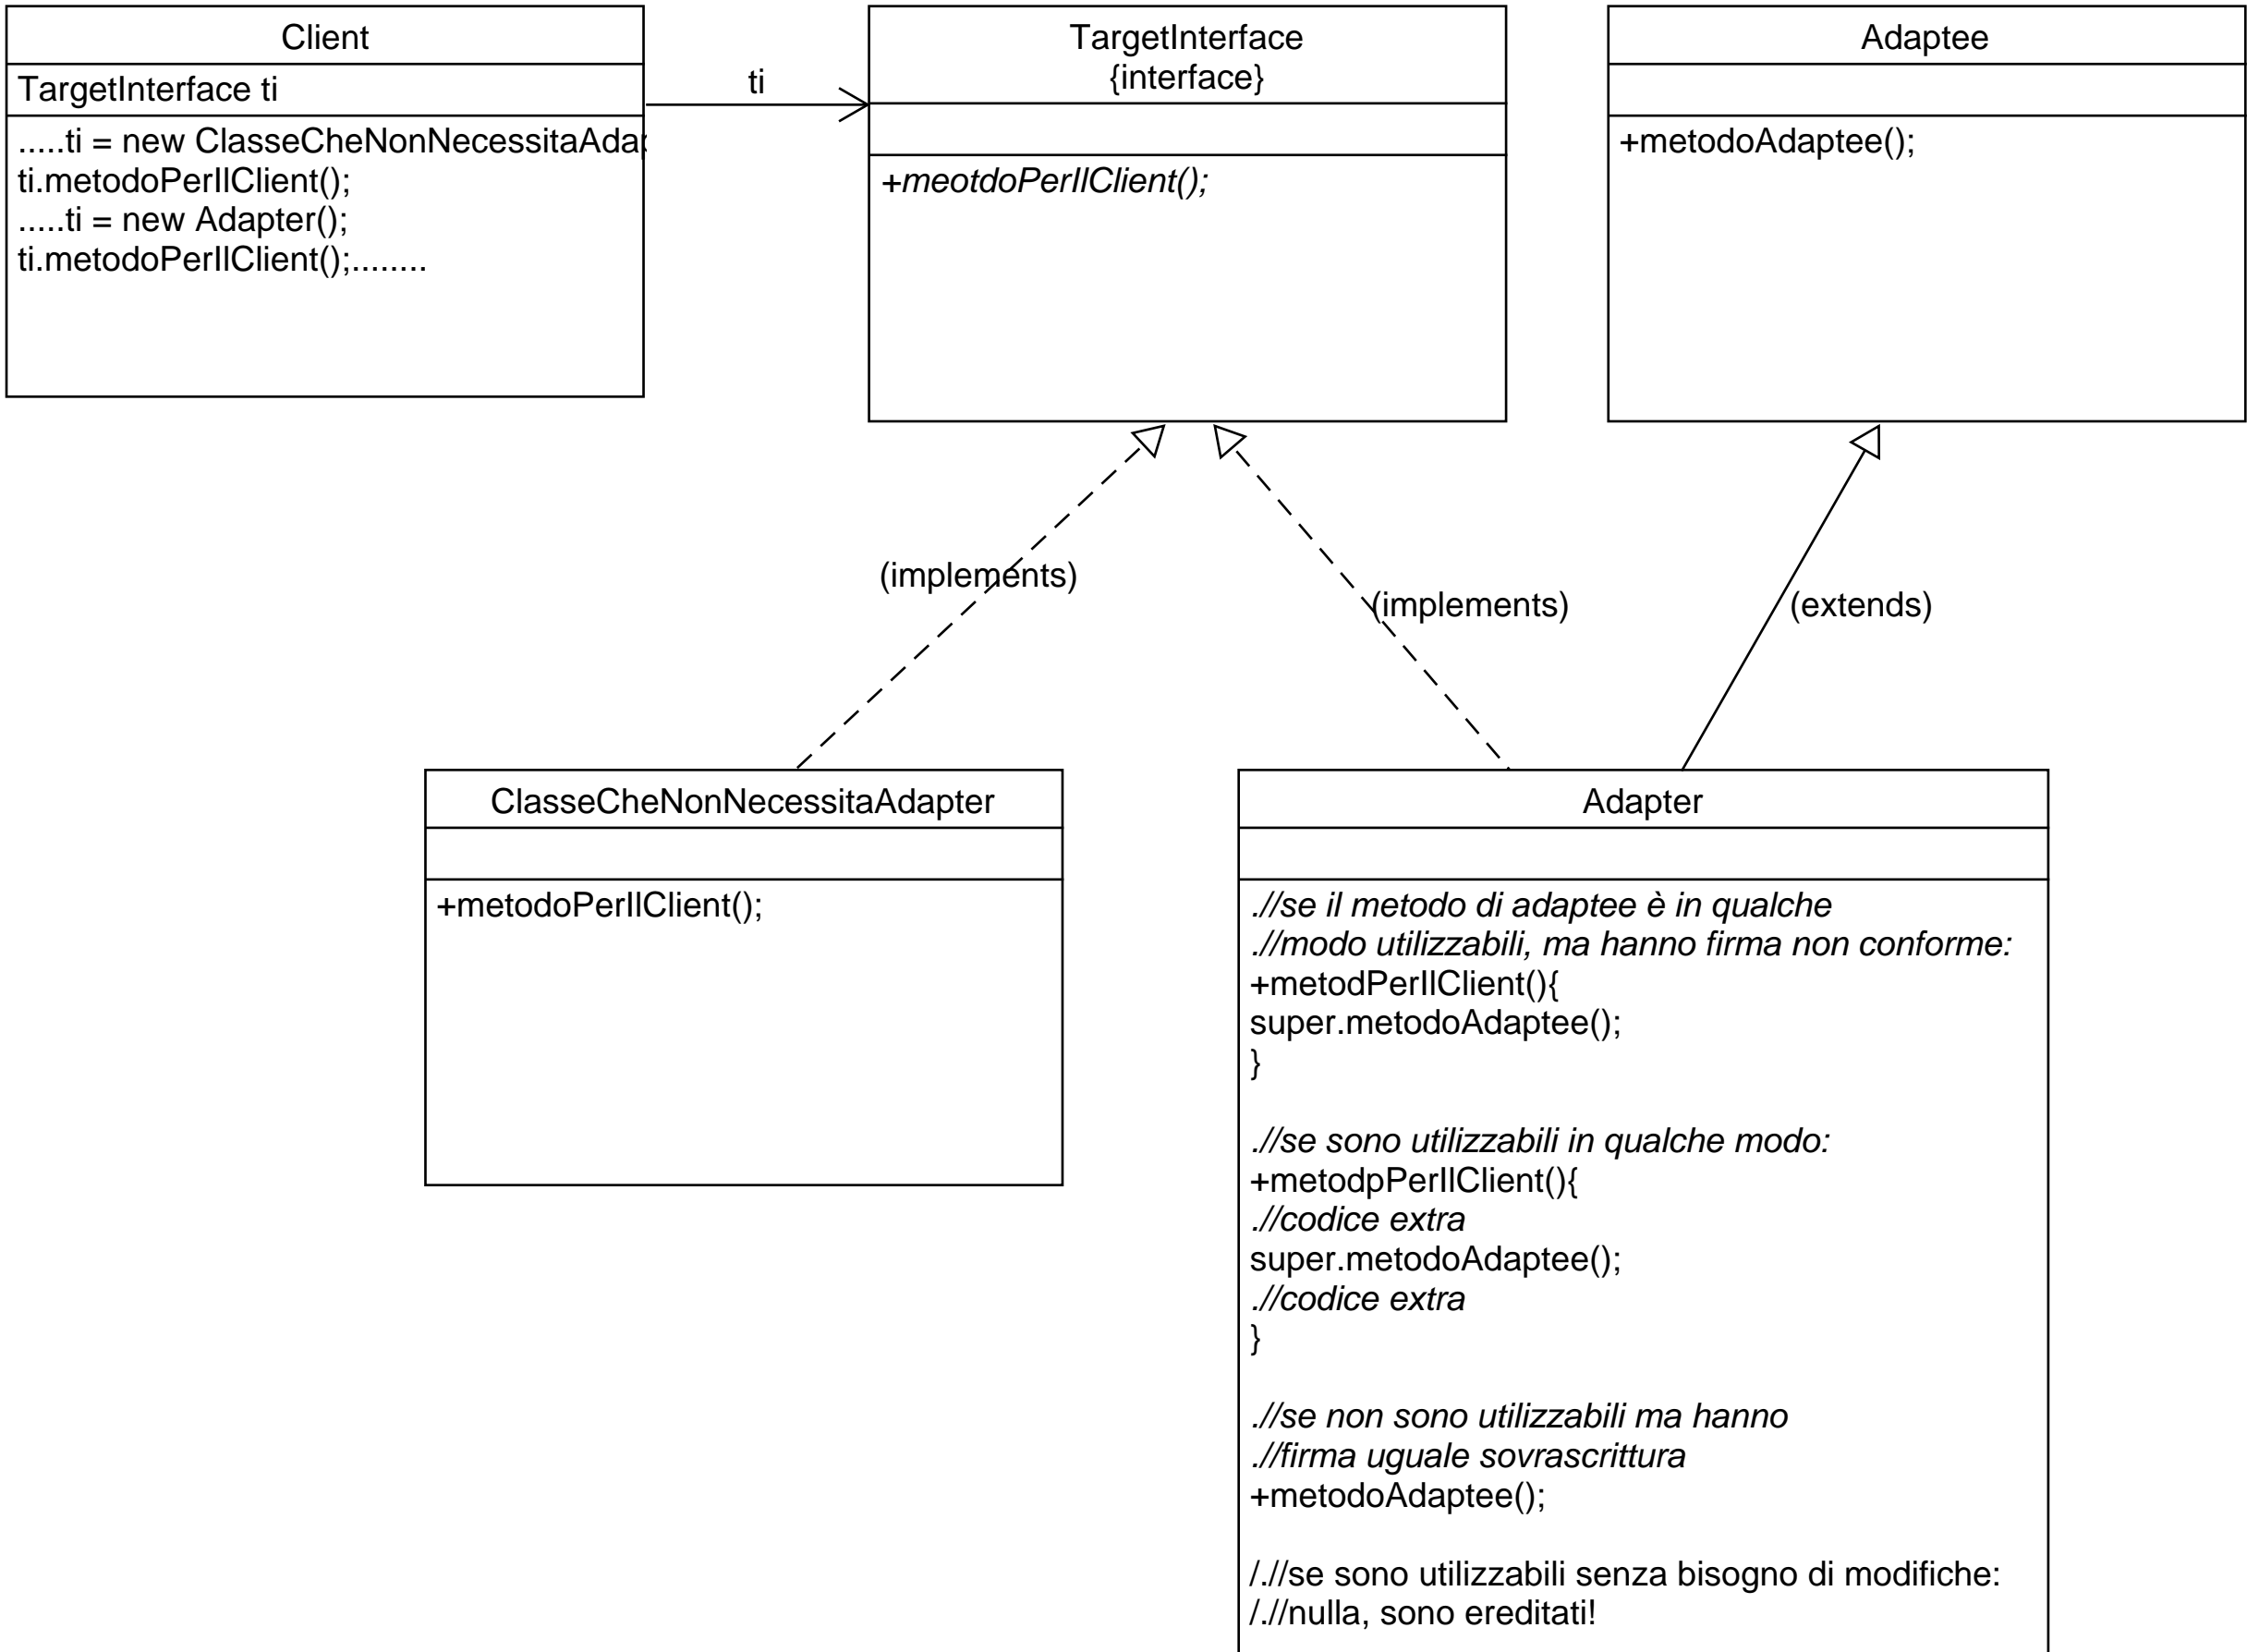 Client
TargetInterface ti
.....ti = new ClasseCheNonNecessitaAdap
ti.metodoPerIlClient();
.....ti = new Adapter();
ti.metodoPerIlClient();........
ti
TargetInterface
{interface}
+meotdoPerIlClient();
Adaptee
+metodoAdaptee();
(implements)
(implements)
(extends)
ClasseCheNonNecessitaAdapter
+metodoPerIlClient();
Adapter
.//se il metodo di adaptee è in qualche
.//modo utilizzabili, ma hanno firma non conforme:
+metodPerIlClient(){
super.metodoAdaptee();
}
.//se sono utilizzabili in qualche modo:
+metodpPerIlClient(){
.//codice extra
super.metodoAdaptee();
.//codice extra
}
.//se non sono utilizzabili ma hanno
.//firma uguale sovrascrittura
+metodoAdaptee();
/.//se sono utilizzabili senza bisogno di modifiche:
/.//nulla, sono ereditati!